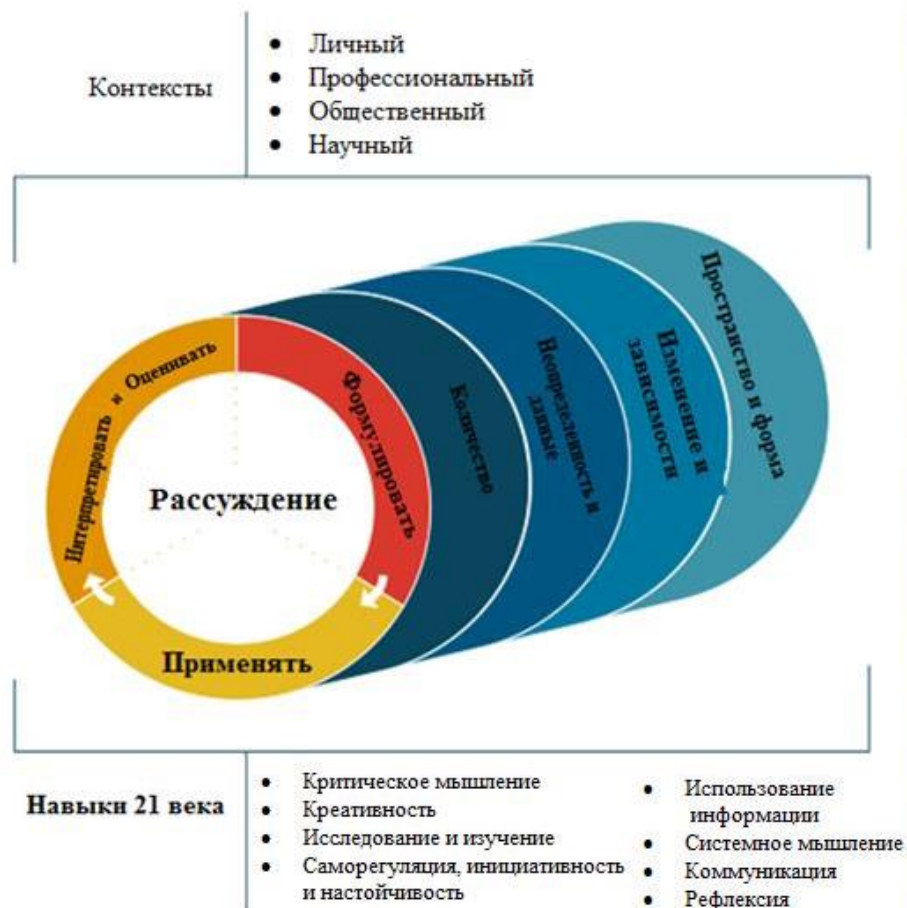 Контексты
• Личный
• Профессиональный
• Общественный
• Научный
Интерпретировать и Оценивать
Формулировать
Применять
Рассуждение
Количество
Неопределенность и
данные
Изменение и
зависимости
Пространство и форма
Навыки 21 века
• Критическое мышление
• Креативность
• Исследование и изучение
• Саморегуляция, инициативность
и настойчивость
• Использование
информации
• Системное мышление
• Коммуникация
• Рефлексия